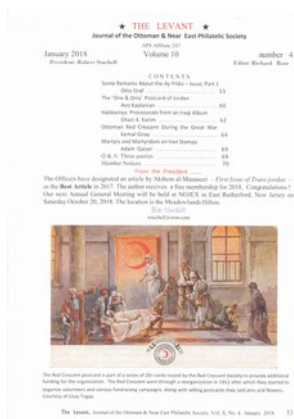 ★ THE LEVANT ★
Journal of the Ottoman & Near East Philatelic Society
APS Affiliate 247
January 2018 Volume 10 number 4
President: Robert Stuchell Editor: Richard Rose
CONTENTS
Some Remarks About the Ay Yildiz – Issue, Part 1
Otto Graf 55
The 'One & Only' Postcard of Jordan
Ava Kaplanian 60
Habbaniya Provisionals from an Iraqi Album
Ghazi A. Karim 62
Ottoman Red Crescent During the Great War
Kemal Giray 64
Martyrs and Martyrdom on Iran Stamps
Adam Geiser 69
Q & A: Three queries 69
Member Notices 70
From the President ......
The Officers have designated an article by Akthem al-Manaseer – First Issue of Trans-jordan –
as the Best Article in 2017. The author receives a free membership for 2018. Congratulations!
Our next Annual General Meeting will be held at NOJEX in East Rutherford, New Jersey on
Saturday October 20, 2018. The location is the Meadowlands Hilton.
The Red Crescent postcard is part of a series of 20+ cards issued by the Red Crescent Society to provide additional
funding for the organization. The Red Crescent went through a reorganization in 1911 after which they started to
organize volunteers and various fundraising campaigns. Along with selling postcards they sold pins and flowers.
Courtesy of Uray Tapay
The Levant, Journal of the Ottoman & Near East Philatelic Society Vol. X, No. 4 January 2018 53